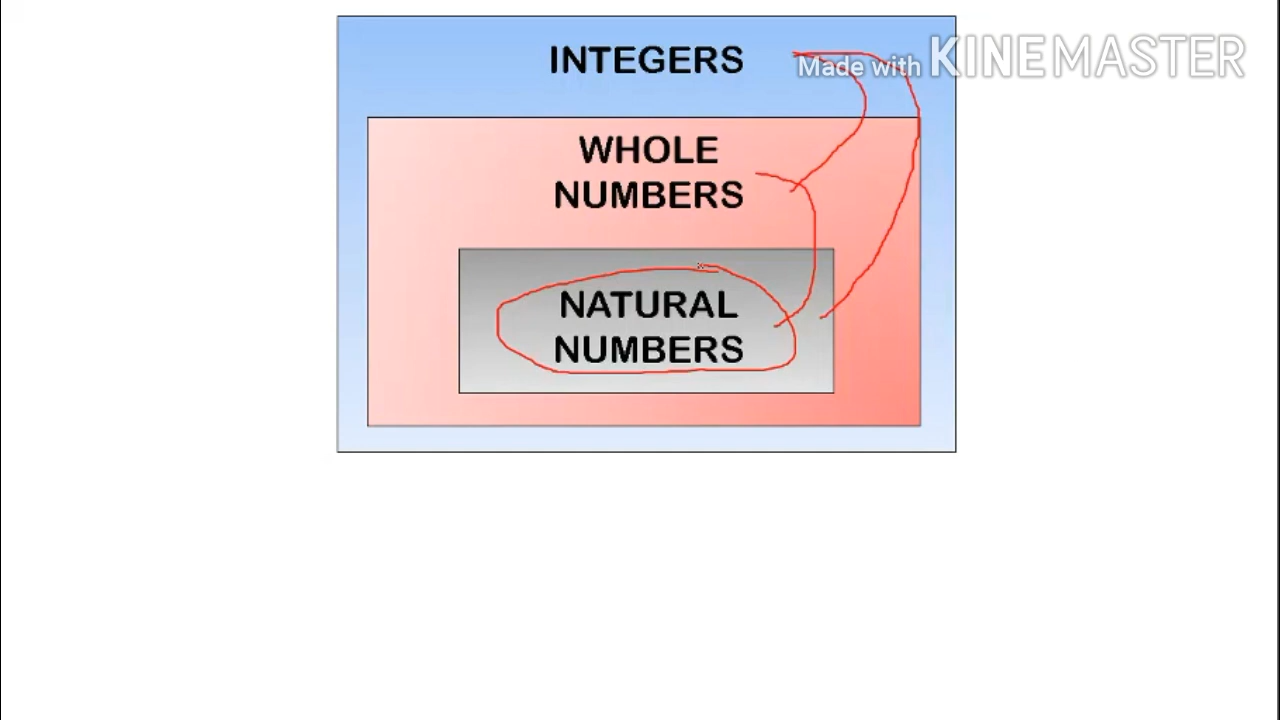 INTEGERS
Made with KINEMASTER
WHOLE
NUMBERS
NATURAL
NUMBERS